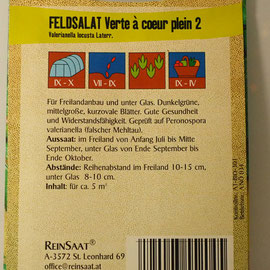 FELDSALAT Verte à coeur plein 2
Valerianella locusta Laterr.
IX - X
VII - IX
IX - IV
Für Freilandanbau und unter Glas. Dunkelgrüne,
mittelgroße, kurzovale Blätter. Gute Gesundheit
und Widerstandsfähigkeit. Geprüft auf Peronospora
valerianella (falscher Mehltau).
Aussaat: im Freiland von Anfang Juli bis Mitte
September, unter Glas von Ende September bis
Ende Oktober.
Abstände: Reihenabstand im Freiland 10-15 cm,
unter Glas 8-10 cm.
Inhalt: für ca. 5 m²
REINSAAT®
A-3572 St. Leonhard 69
office@reinsaat.at